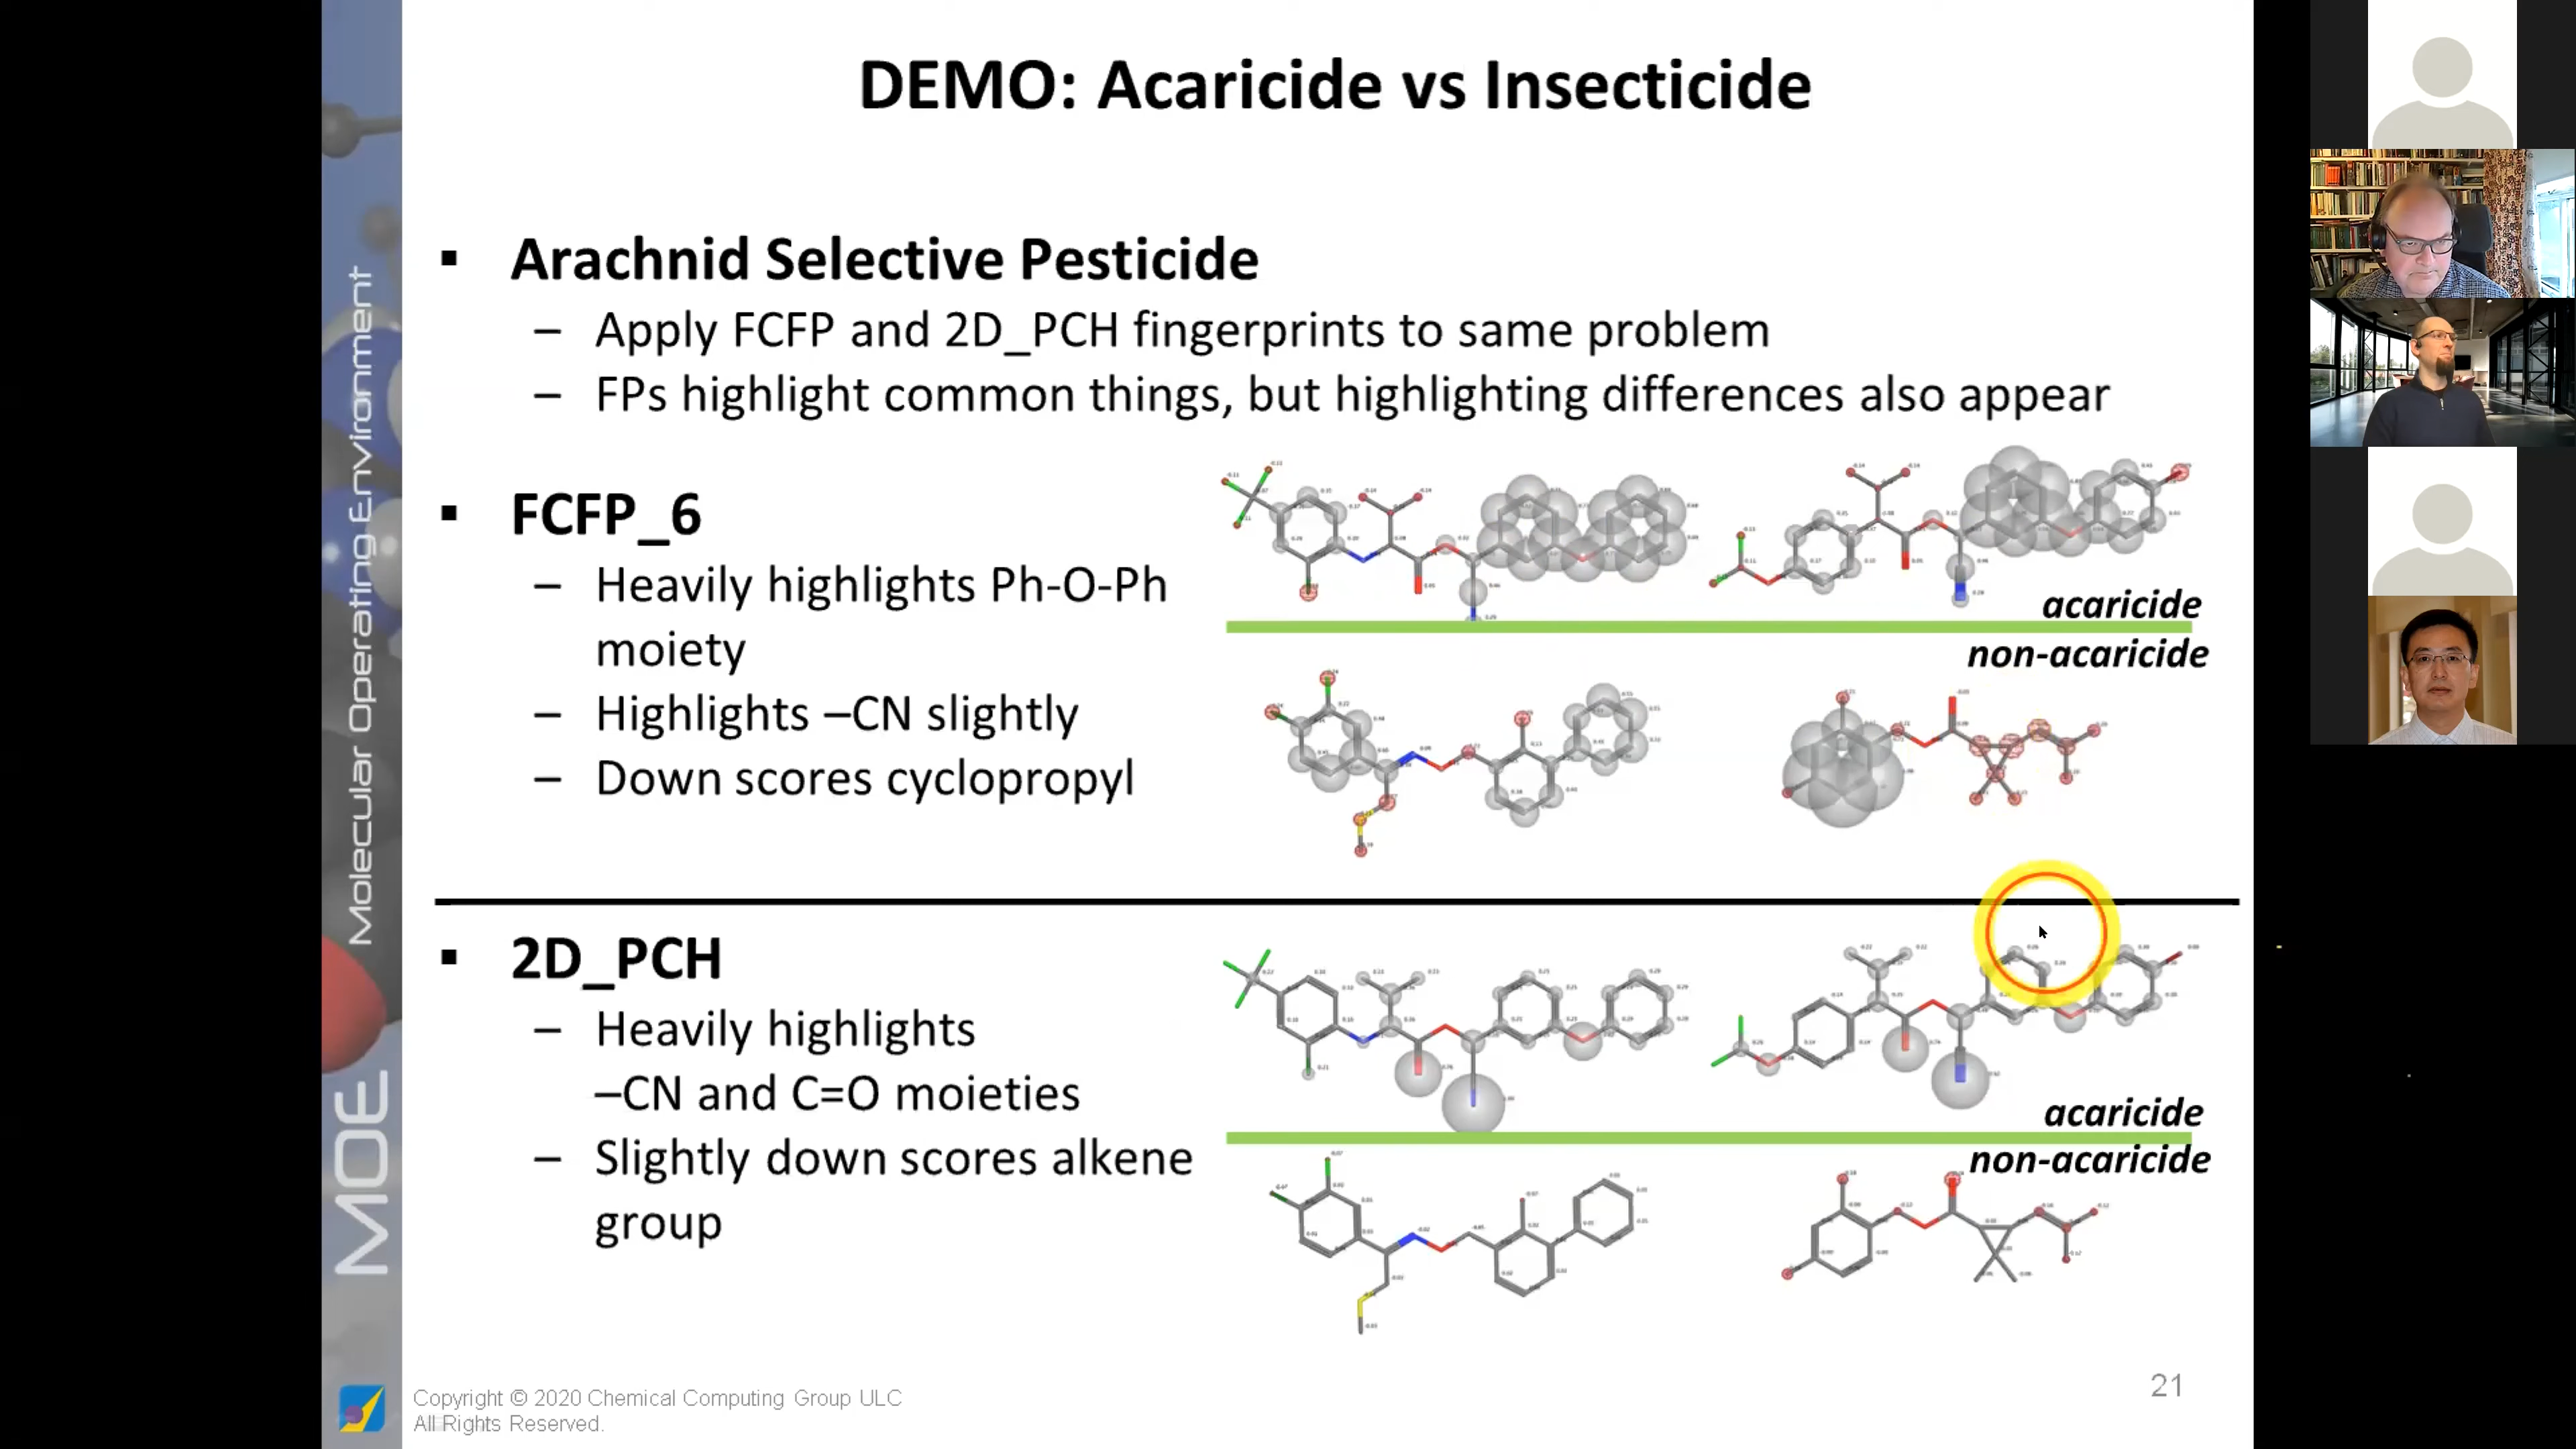 DEMO: Acaricide vs Insecticide
▪ Arachnid Selective Pesticide
– Apply FCFP and 2D_PCH fingerprints to same problem
– FPs highlight common things, but highlighting differences also appear
▪ FCFP_6
– Heavily highlights Ph-O-Ph
moiety
– Highlights –CN slightly
– Down scores cyclopropyl
acaricide
non-acaricide
▪ 2D_PCH
– Heavily highlights
–CN and C=O moieties
– Slightly down scores alkene
group
acaricide
non-acaricide
MOE Molecular Operating Environment
Copyright © 2020 Chemical Computing Group ULC
All Rights Reserved.
21